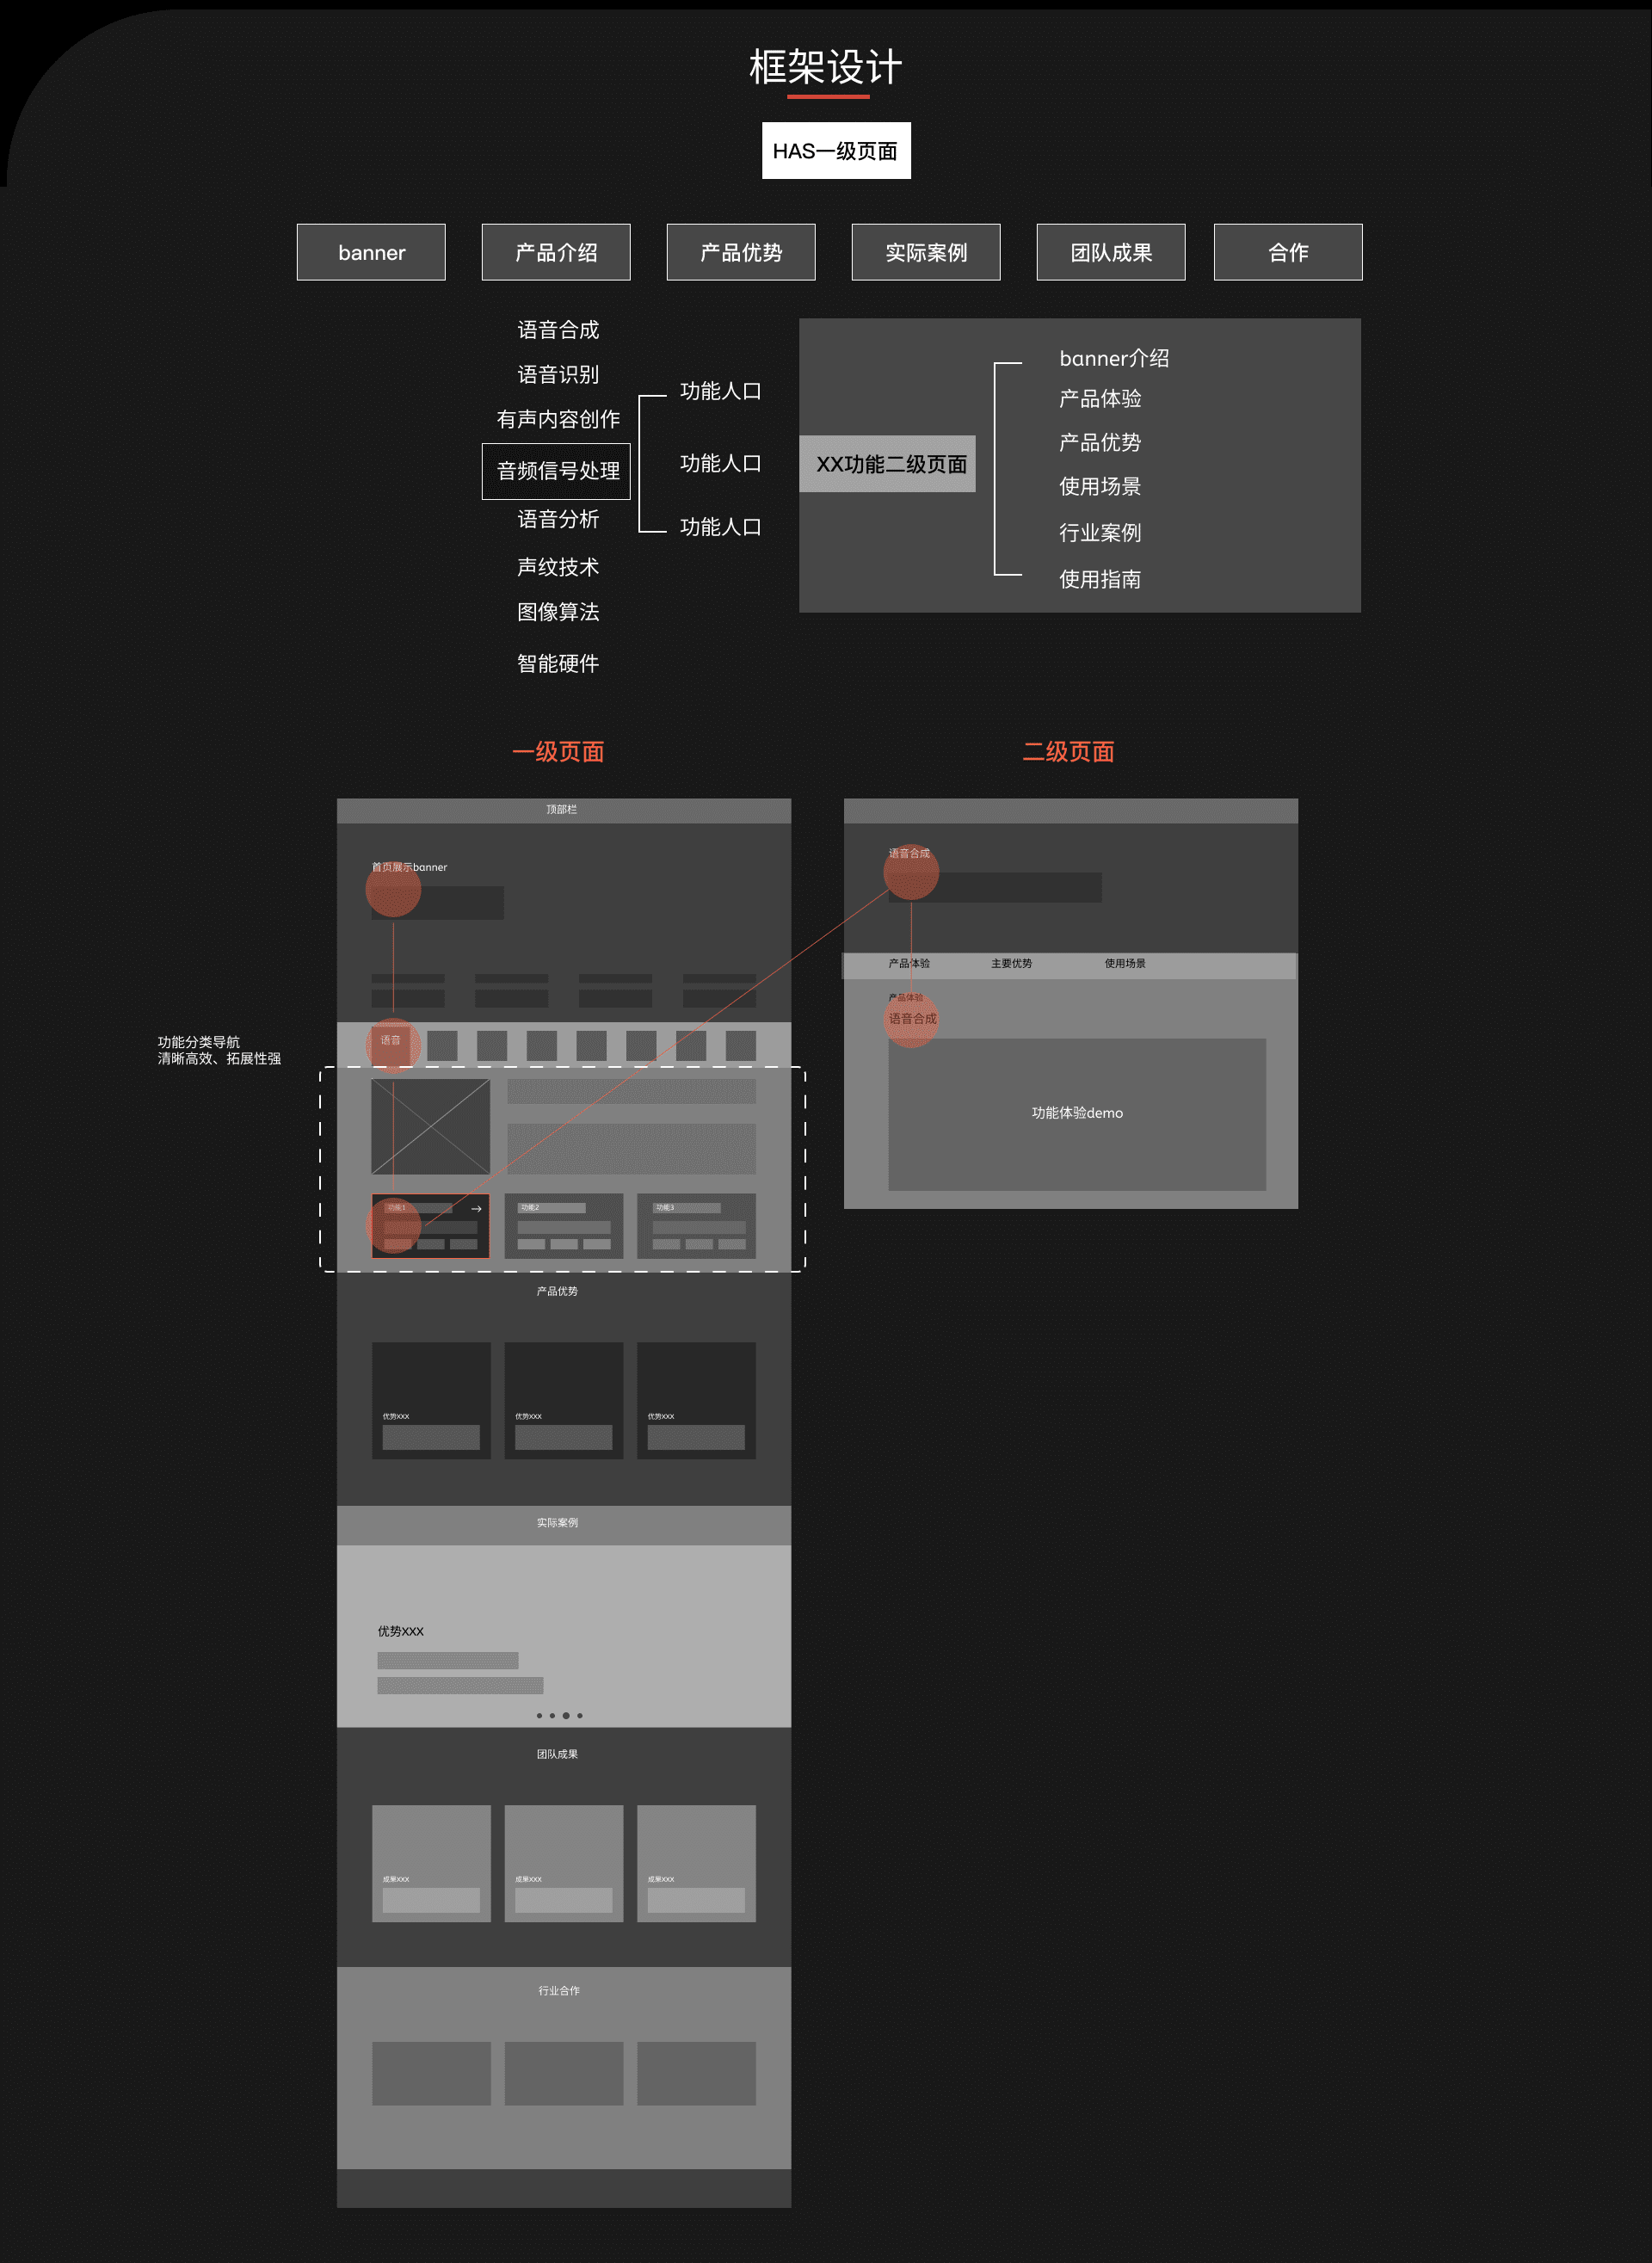 框架设计
HAS一级页面
banner
产品介绍
产品优势
实际案例
团队成果
合作
语音合成
语音识别
有声内容创作
音频信号处理
语音分析
声纹技术
图像算法
智能硬件
功能人口
功能人口
功能人口
XX功能二级页面
banner介绍
产品体验
产品优势
使用场景
行业案例
使用指南
一级页面
顶部栏
首页展示banner
功能分类导航
清晰高效、拓展性强
语音
功能1
→
功能2
功能3
产品优势
优势XXX
优势XXX
优势XXX
实际案例
优势XXX
团队成果
成果XXX
成果XXX
成果XXX
行业合作
二级页面
语音合成
产品体验
主要优势
使用场景
产品体验
语音合成
功能体验demo